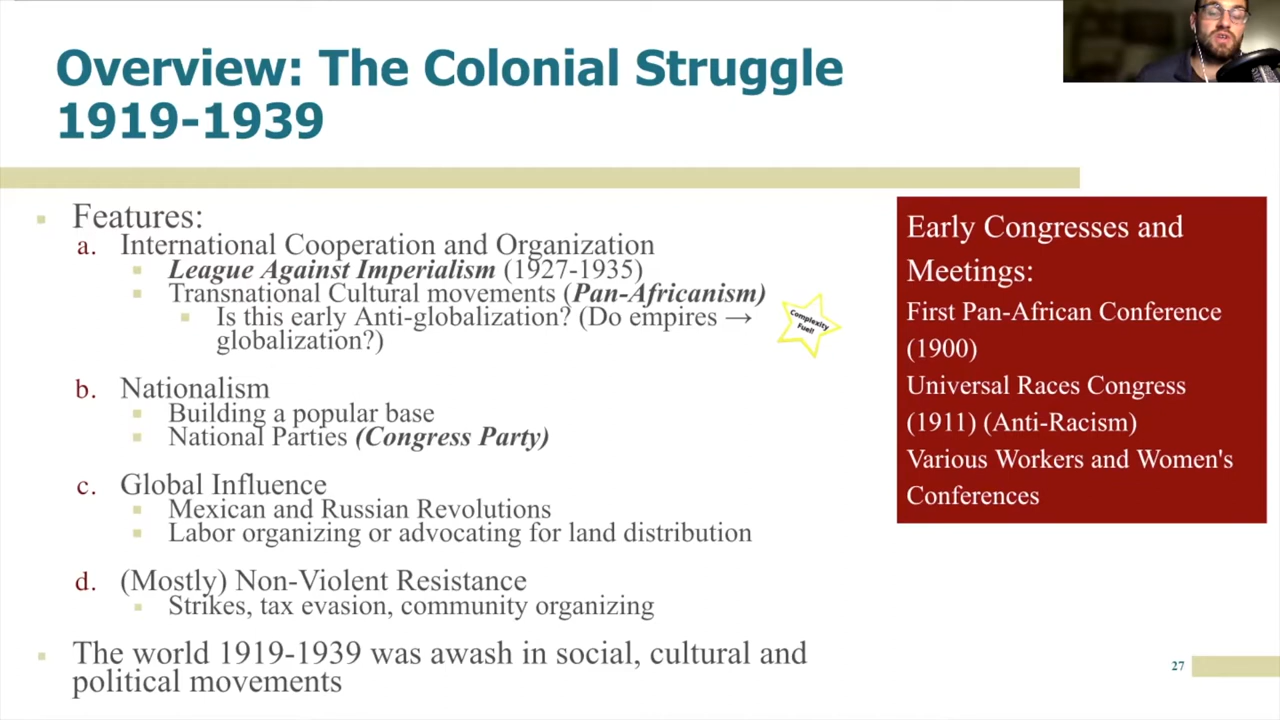 Overview: The Colonial Struggle
1919-1939
Features:
a. International Cooperation and Organization
League Against Imperialism (1927-1935)
Transnational Cultural movements (Pan-Africanism)
Is this early Anti-globalization? (Do empires →
globalization?)
Complexity
Fuel!
b. Nationalism
Building a popular base
National Parties (Congress Party)
c. Global Influence
Mexican and Russian Revolutions
Labor organizing or advocating for land distribution
d. (Mostly) Non-Violent Resistance
Strikes, tax evasion, community organizing
The world 1919-1939 was awash in social, cultural and
political movements
Early Congresses and
Meetings:
First Pan-African Conference
(1900)
Universal Races Congress
(1911) (Anti-Racism)
Various Workers and Women's
Conferences
27